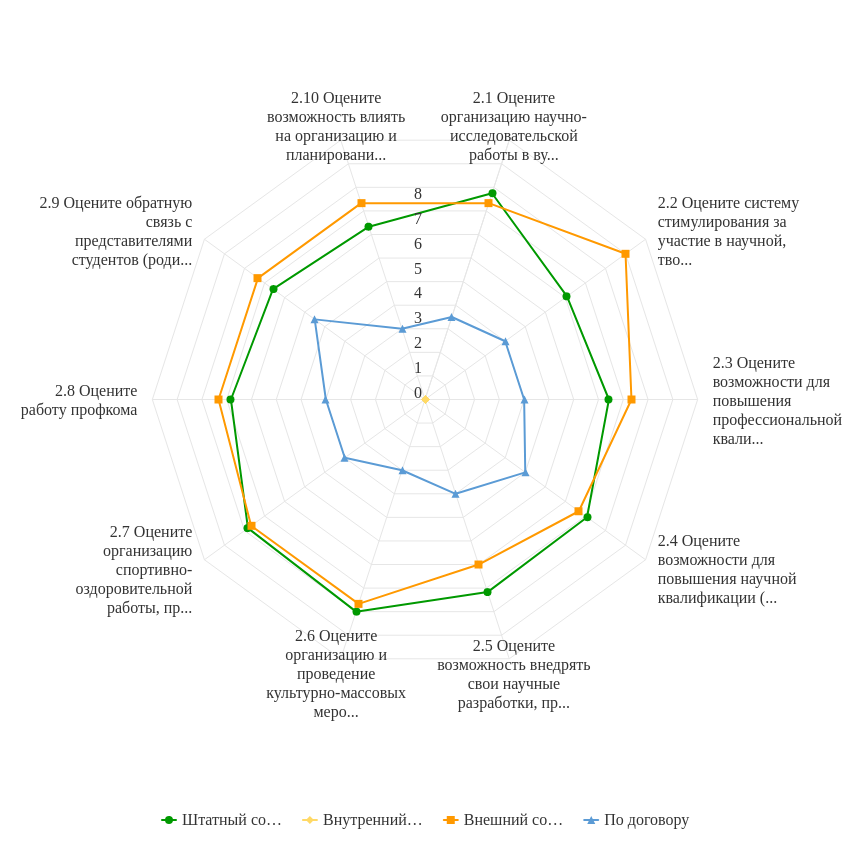 2.10 Оцените
возможность влиять
на организацию и
планировани...
2.1 Оцените
организацию научно-
исследовательской
работы в ву...
2.9 Оцените обратную
связь с
представителями
студентов (роди...
2.2 Оцените систему
стимулирования за
участие в научной,
тво...
8
7
6
5
4
3
2
1
0
2.8 Оцените
работу профкома
2.3 Оцените
возможности для
повышения
профессиональной
квали...
2.7 Оцените
организацию
спортивно-
оздоровительной
работы, пр...
2.4 Оцените
возможности для
повышения научной
квалификации (...
2.6 Оцените
организацию и
проведение
культурно-массовых
меро...
2.5 Оцените
возможность внедрять
свои научные
разработки, пр...
Штатный со… Внутренний… Внешний со… По договору